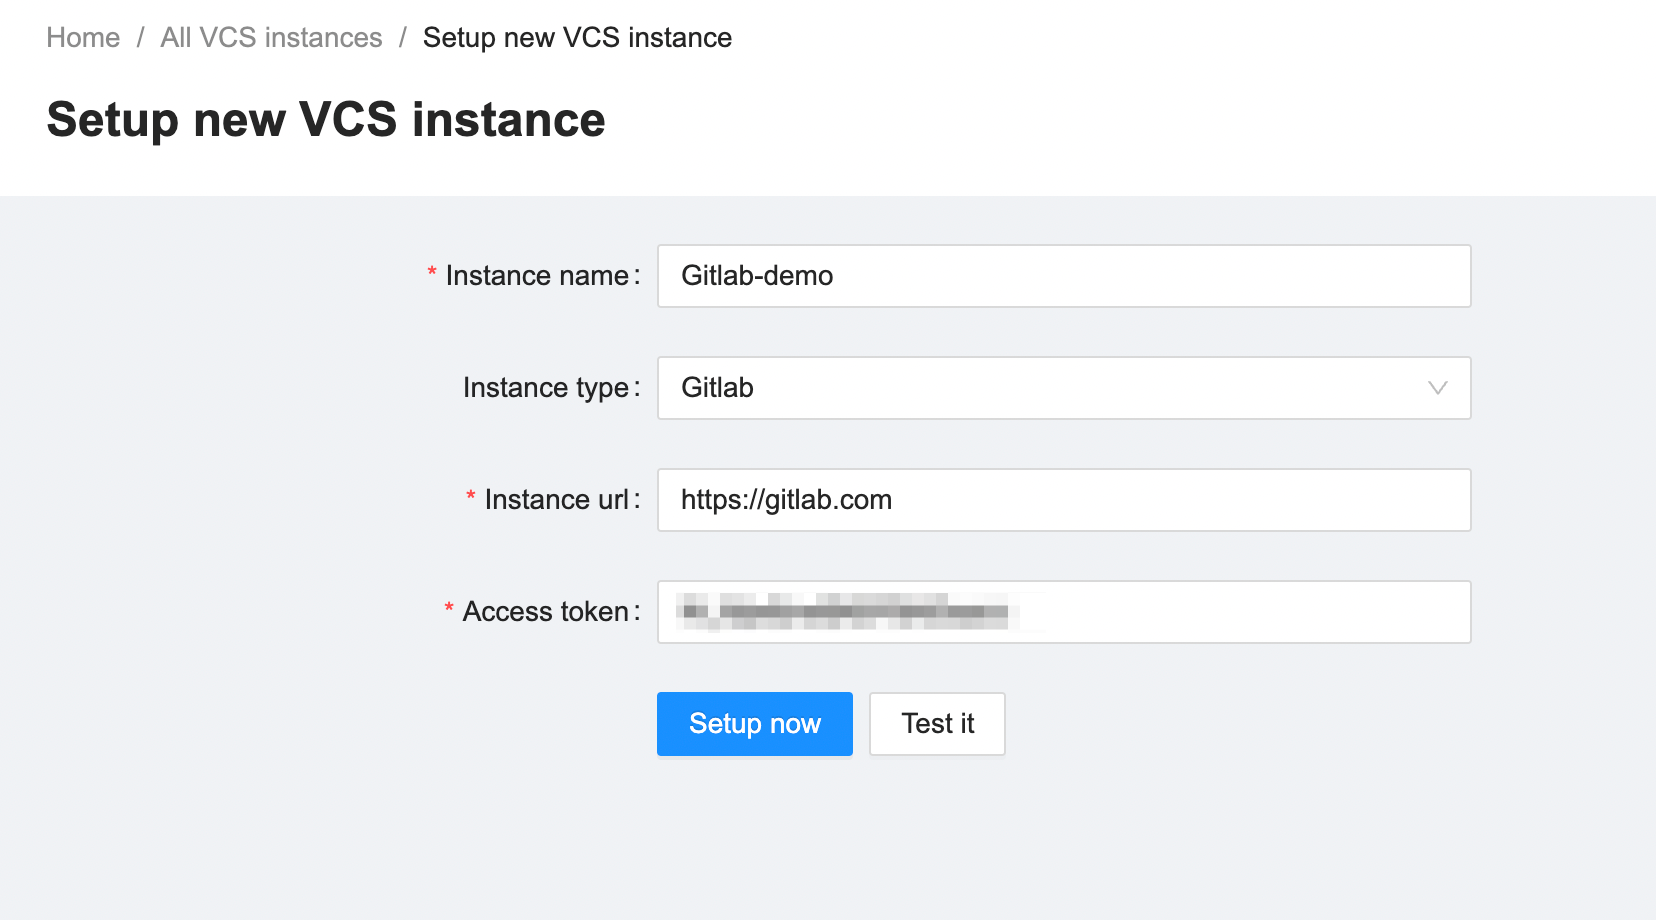 Home / All VCS instances / Setup new VCS instance
Setup new VCS instance
* Instance name: Gitlab-demo
Instance type: Gitlab
* Instance url: https://gitlab.com
* Access token:
Setup now Test it